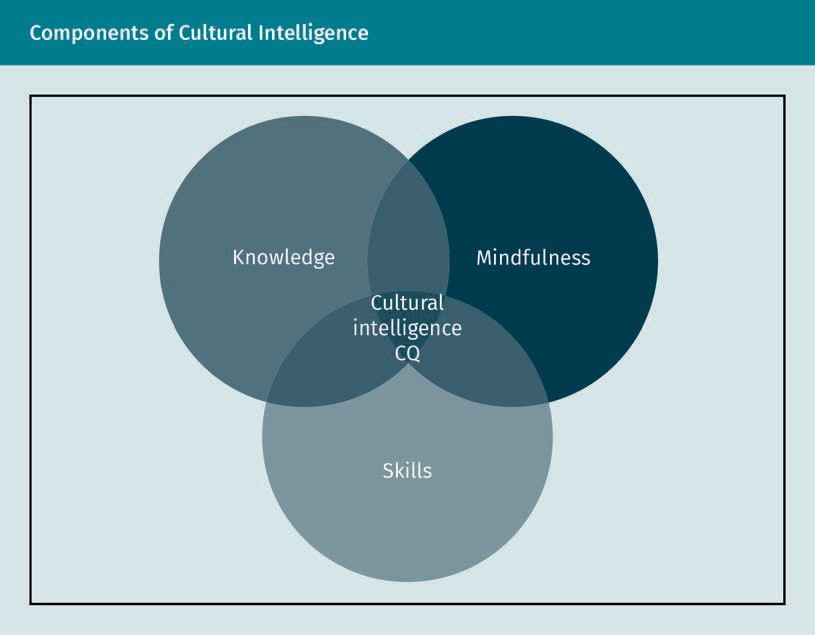 Components of Cultural Intelligence
Knowledge
Mindfulness
Cultural
intelligence
CQ
Skills